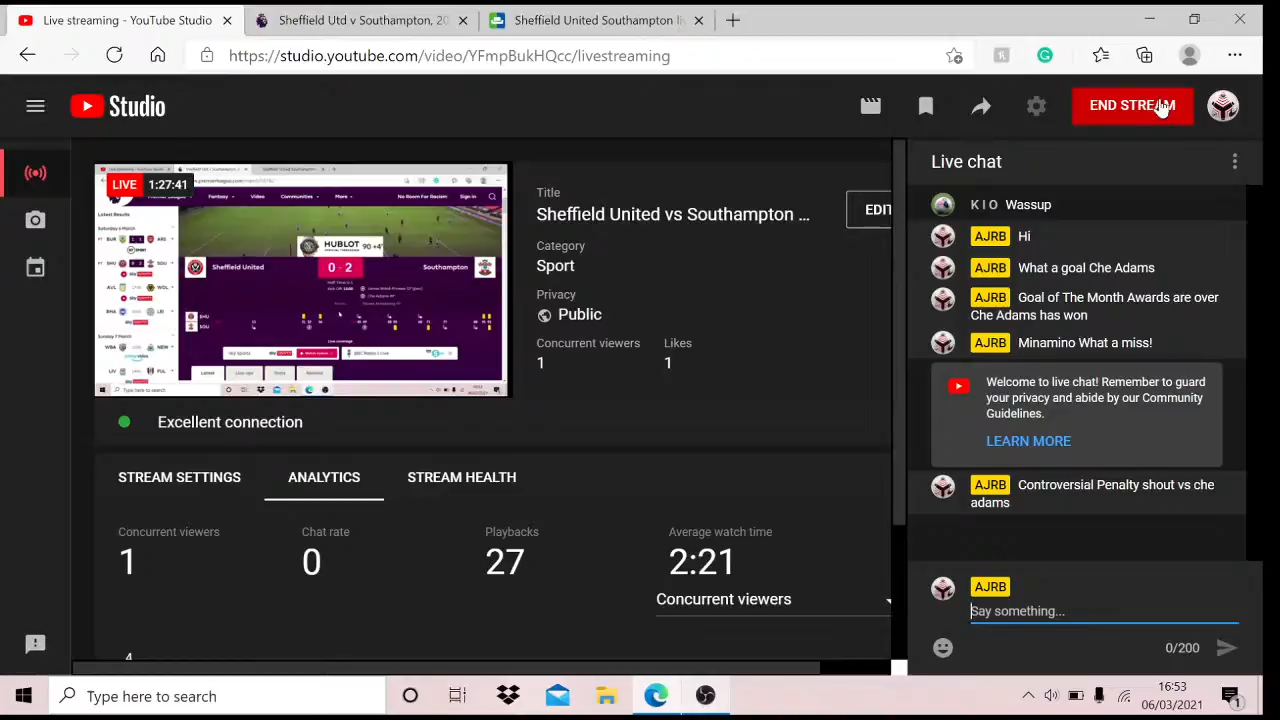 Live streaming - YouTube Studio
Sheffield Utd v Southampton, 20
Sheffield United Southampton li
https://studio.youtube.com/video/YFmpBukHQcc/livestreaming
Studio
END STREAM
LIVE 1:27:41
HUBLOT 90 +4'
Sheffield United 0 - 2 Southampton
Title
Sheffield United vs Southampton ...
EDIT
Category
Sport
Privacy
Public
Concurrent viewers Likes
1 1
Excellent connection
STREAM SETTINGS ANALYTICS STREAM HEALTH
Concurrent viewers Chat rate Playbacks Average watch time
1 0 27 2:21
Concurrent viewers
4
Live chat
K I O Wassup
AJRB Hi
AJRB What a goal Che Adams
AJRB Goal of The Month Awards are over
Che Adams has won
AJRB Minamino What a miss!
Welcome to live chat! Remember to guard
your privacy and abide by our Community
Guidelines.
LEARN MORE
AJRB Controversial Penalty shout vs che
adams
AJRB
Say something...
0/200
Type here to search
16:53
06/03/2021
1